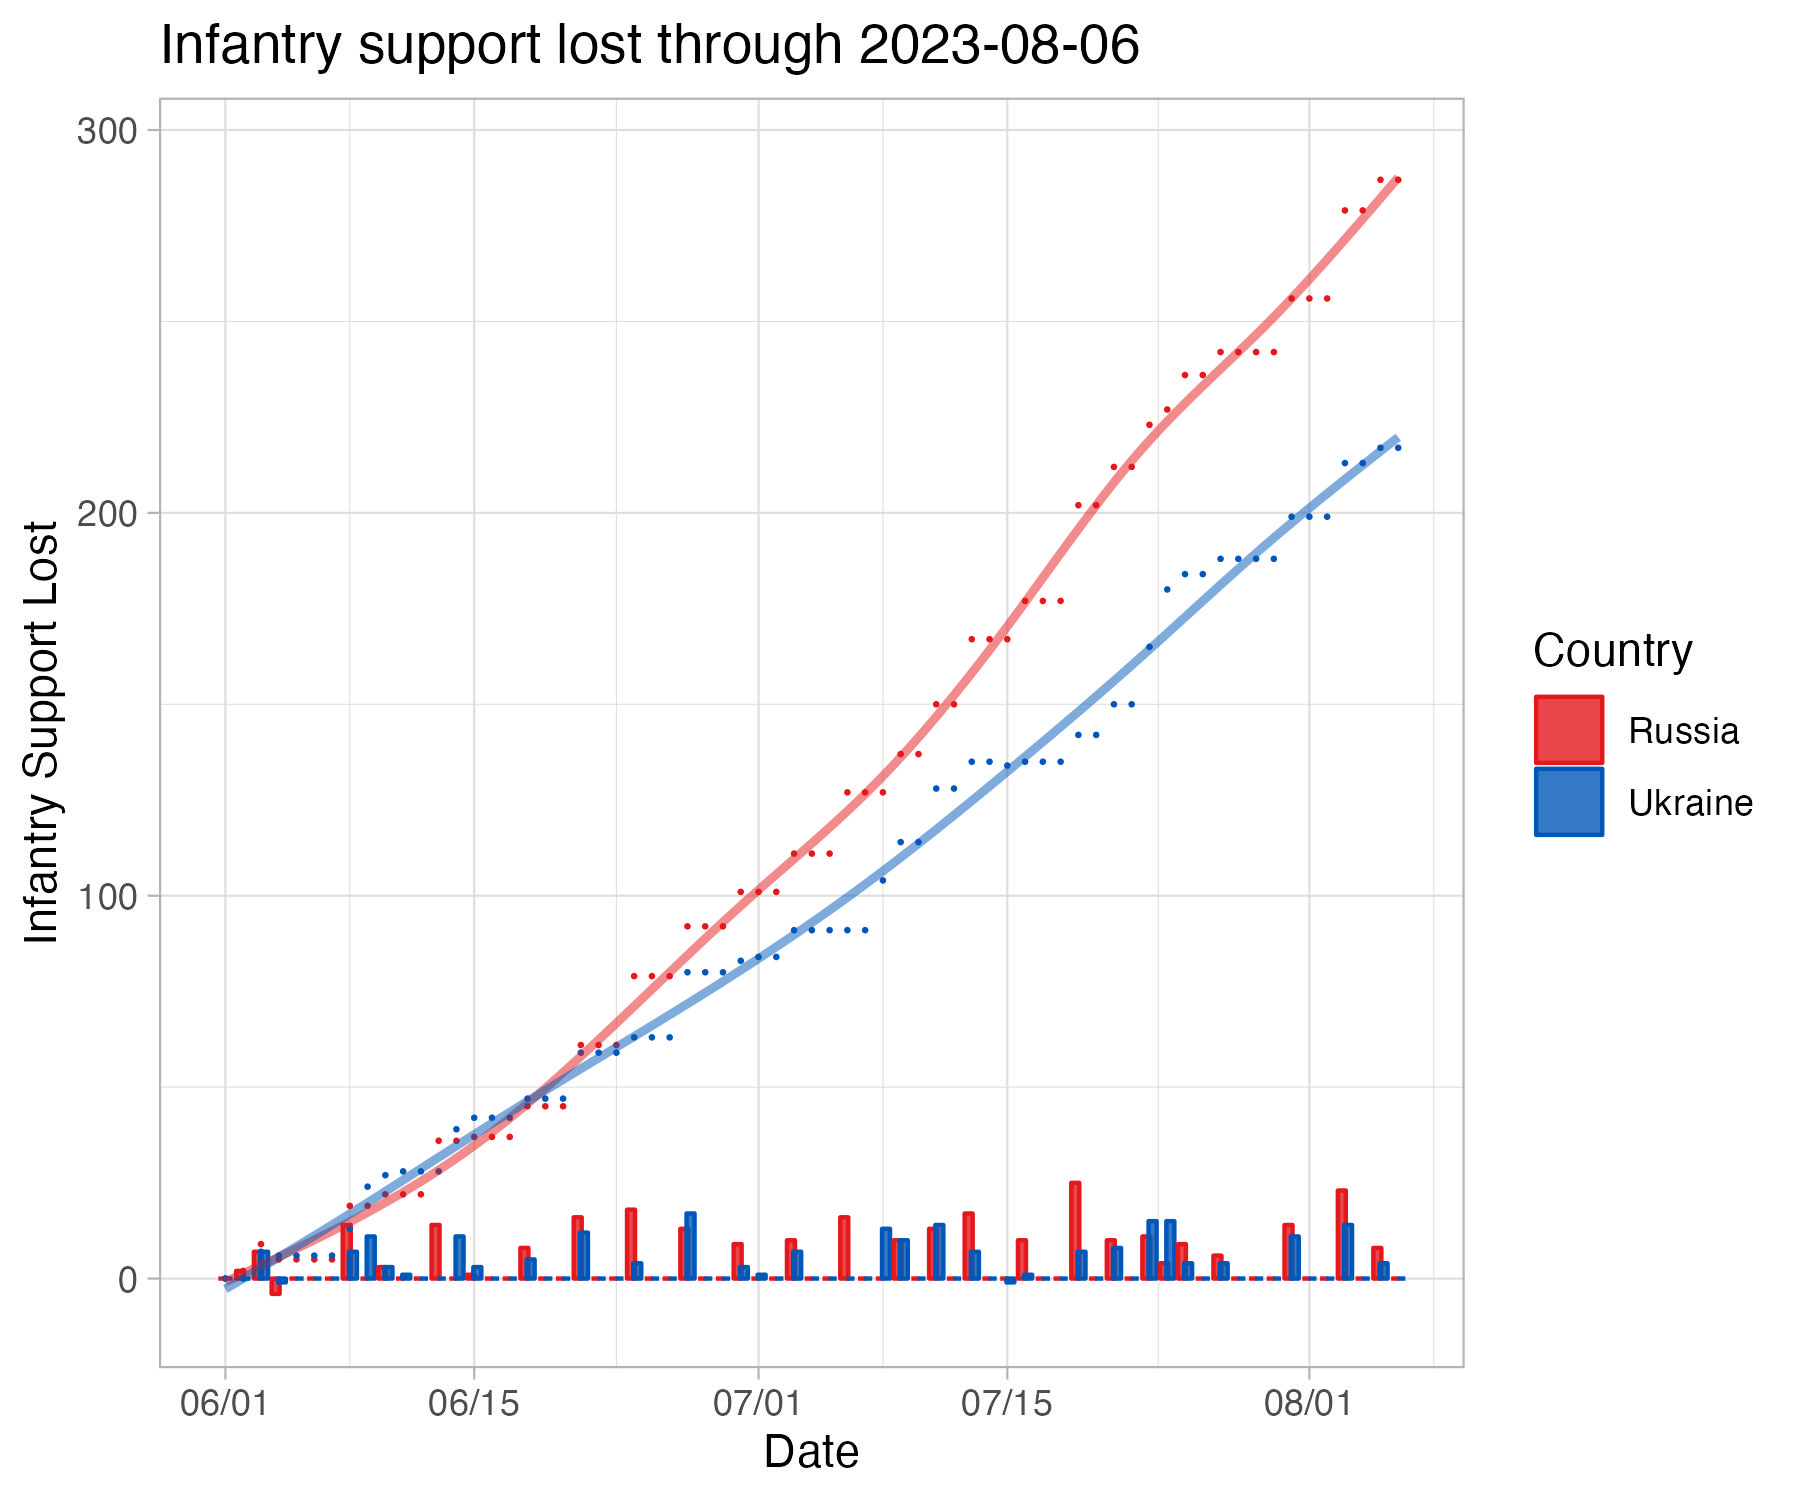 Infantry support lost through 2023-08-06
300
200
100
0
Infantry Support Lost
06/01
06/15
07/01
07/15
08/01
Date
Country
Russia
Ukraine